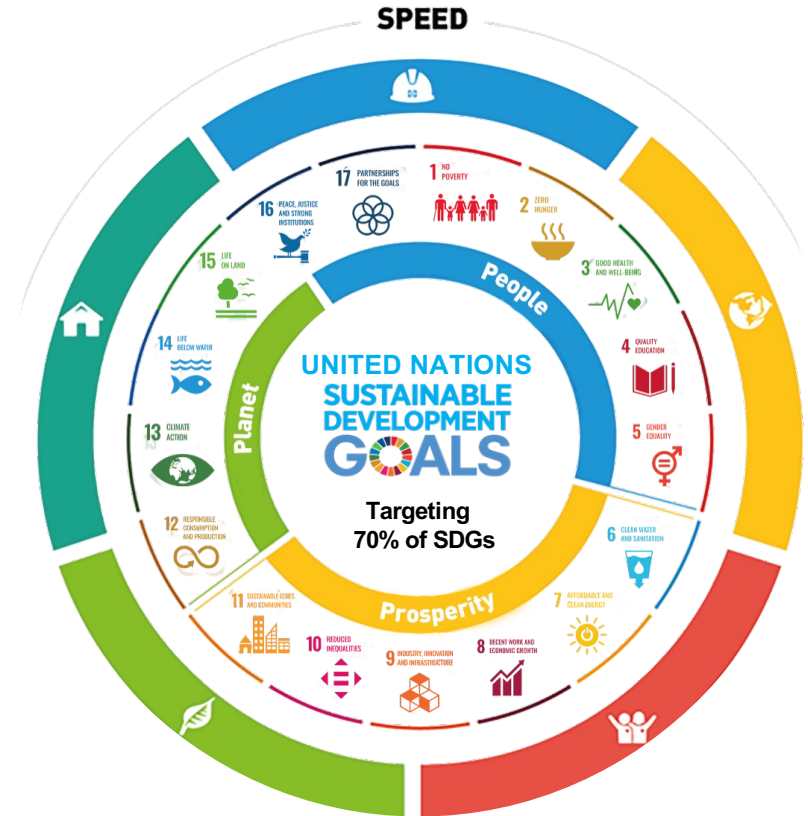 SPEED
17 PARTNERSHIPS
FOR THE GOALS
1 NO
POVERTY
2 ZERO
HUNGER
3 GOOD HEALTH
AND WELL-BEING
4 QUALITY
EDUCATION
5 GENDER
EQUALITY
6 CLEAN WATER
AND SANITATION
7 AFFORDABLE AND
CLEAN ENERGY
8 DECENT WORK AND
ECONOMIC GROWTH
9 INDUSTRY, INNOVATION
AND INFRASTRUCTURE
10 REDUCED
INEQUALITIES
11 SUSTAINABLE CITIES
AND COMMUNITIES
12 RESPONSIBLE
CONSUMPTION
AND PRODUCTION
13 CLIMATE
ACTION
14 LIFE
BELOW WATER
15 LIFE
ON LAND
16 PEACE, JUSTICE
AND STRONG
INSTITUTIONS
People
Prosperity
Planet
UNITED NATIONS
SUSTAINABLE
DEVELOPMENT
GOALS
Targeting
70% of SDGs